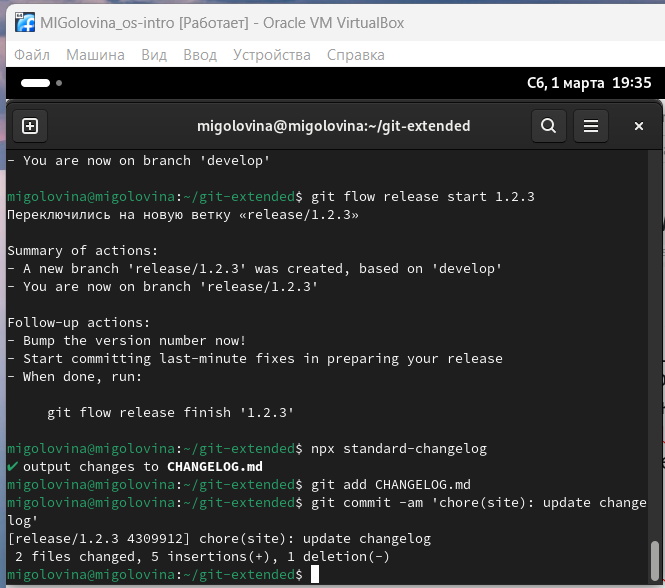 MIGolovina_os-intro [Работает] - Oracle VM VirtualBox
Файл Машина Вид Ввод Устройства Справка
Сб, 1 марта 19:35
migolovina@migolovina:~/git-extended
- You are now on branch 'develop'
migolovina@migolovina:~/git-extended$ git flow release start 1.2.3
Переключились на новую ветку «release/1.2.3»
Summary of actions:
- A new branch 'release/1.2.3' was created, based on 'develop'
- You are now on branch 'release/1.2.3'
Follow-up actions:
- Bump the version number now!
- Start committing last-minute fixes in preparing your release
- When done, run:
git flow release finish '1.2.3'
migolovina@migolovina:~/git-extended$ npx standard-changelog
✔ output changes to CHANGELOG.md
migolovina@migolovina:~/git-extended$ git add CHANGELOG.md
migolovina@migolovina:~/git-extended$ git commit -am 'chore(site): update change
log'
[release/1.2.3 4309912] chore(site): update changelog
2 files changed, 5 insertions(+), 1 deletion(-)
migolovina@migolovina:~/git-extended$